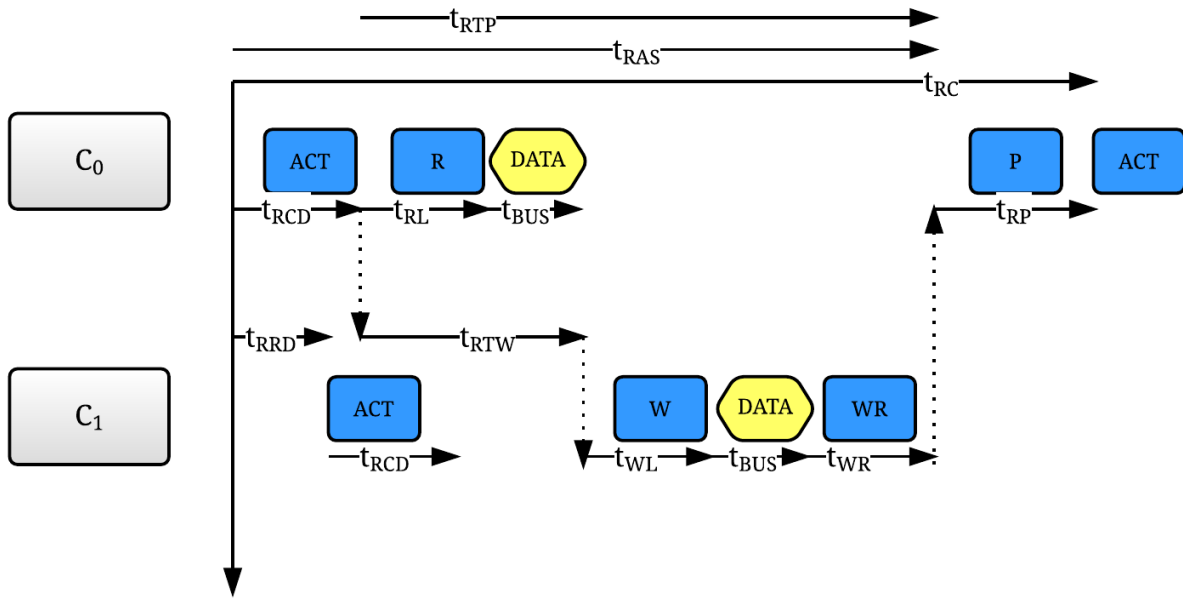 tRTP
tRAS
tRC
C0
ACT
R
DATA
P
ACT
tRCD
tRL
tBUS
tRP
tRRD
tRTW
C1
ACT
W
DATA
WR
tRCD
tWL
tBUS
tWR